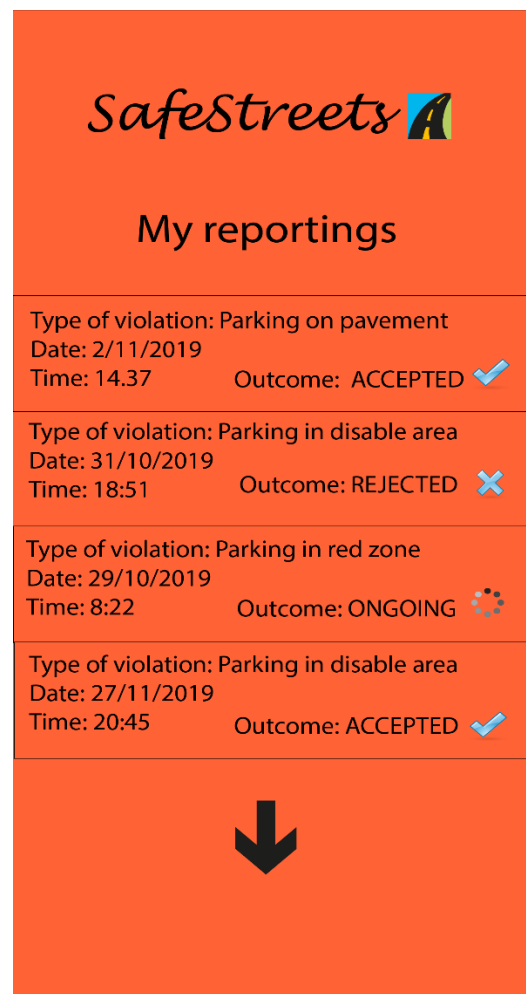 SafeStreets
My reportings
Type of violation: Parking on pavement
Date: 2/11/2019
Time: 14.37 Outcome: ACCEPTED
Type of violation: Parking in disable area
Date: 31/10/2019
Time: 18:51 Outcome: REJECTED
Type of violation: Parking in red zone
Date: 29/10/2019
Time: 8:22 Outcome: ONGOING
Type of violation: Parking in disable area
Date: 27/11/2019
Time: 20:45 Outcome: ACCEPTED